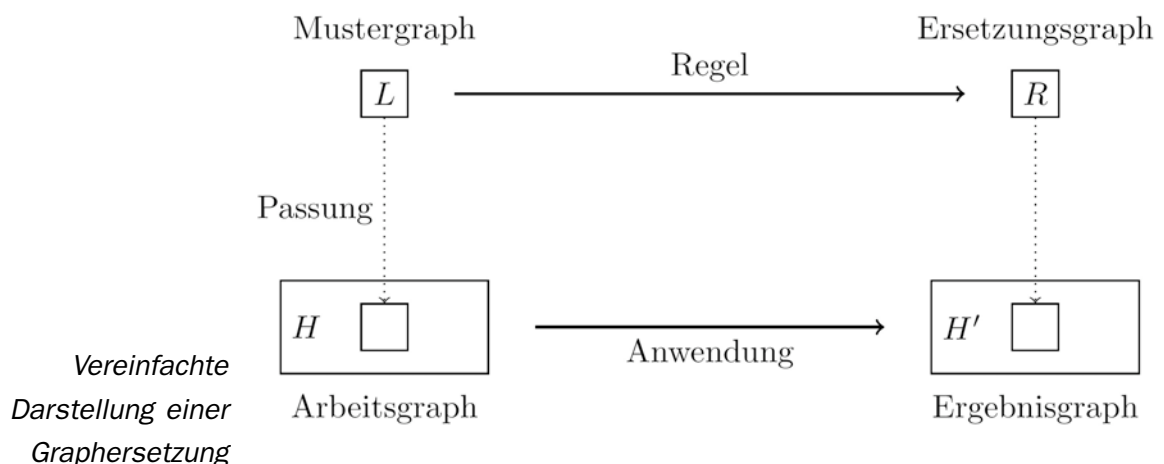 Mustergraph
Ersetzungsgraph
Regel
L
R
Passung
H
H′
Anwendung
Vereinfachte
Darstellung einer
Graphersetzung
Arbeitsgraph
Ergebnisgraph